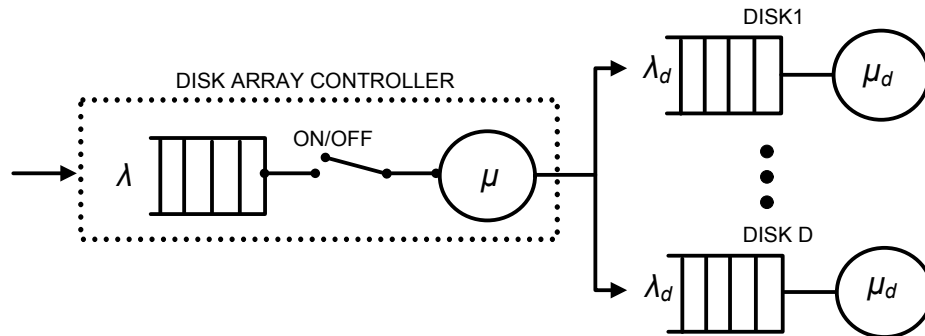 DISK1
λd
μd
DISK ARRAY CONTROLLER
ON/OFF
λ
μ
DISK D
λd
μd